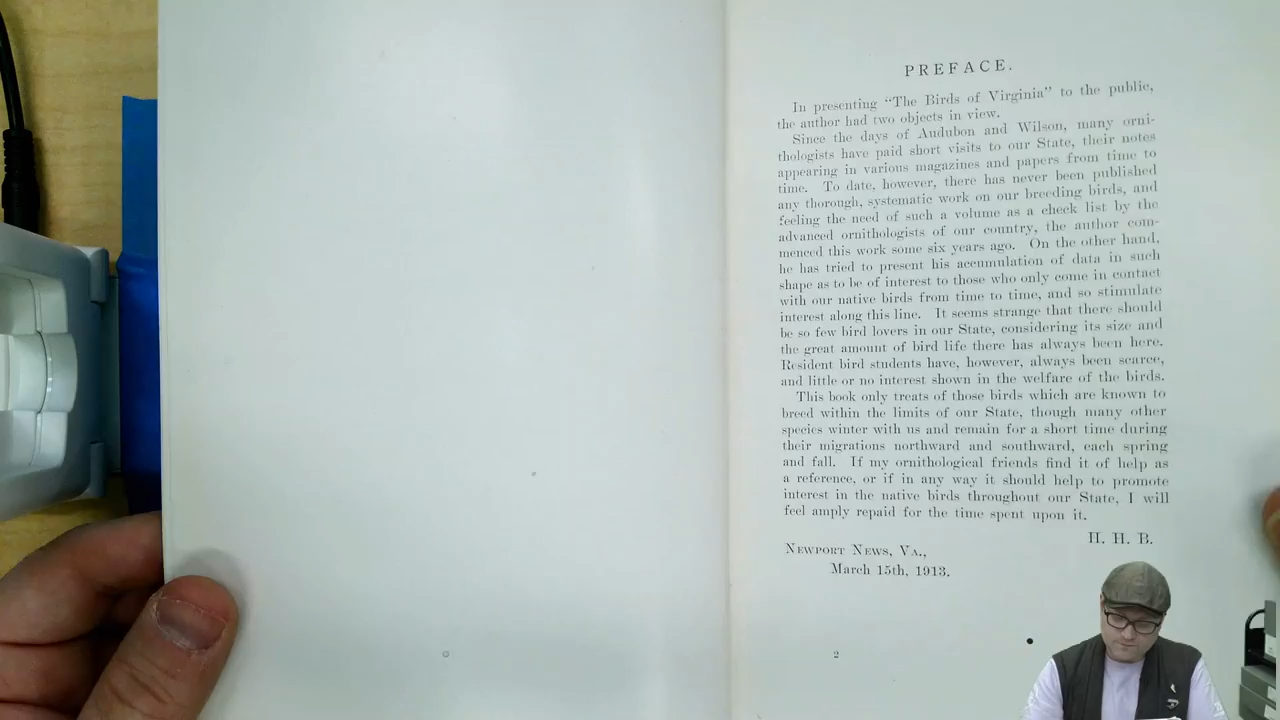 PREFACE.
In presenting “The Birds of Virginia” to the public,
the author had two objects in view.
Since the days of Audubon and Wilson, many orni-
thologists have paid short visits to our State, their notes
appearing in various magazines and papers from time to
time. To date, however, there has never been published
any thorough, systematic work on our breeding birds, and
feeling the need of such a volume as a check list by the
advanced ornithologists of our country, the author com-
menced this work some six years ago. On the other hand,
he has tried to present his accumulation of data in such
shape as to be of interest to those who only come in contact
with our native birds from time to time, and so stimulate
interest along this line. It seems strange that there should
be so few bird lovers in our State, considering its size and
the great amount of bird life there has always been here.
Resident bird students have, however, always been scarce,
and little or no interest shown in the welfare of the birds.
This book only treats of those birds which are known to
breed within the limits of our State, though many other
species winter with us and remain for a short time during
their migrations northward and southward, each spring
and fall. If my ornithological friends find it of help as
a reference, or if in any way it should help to promote
interest in the native birds throughout our State, I will
feel amply repaid for the time spent upon it.
H. H. B.
Newport News, Va.,
March 15th, 1913.
2